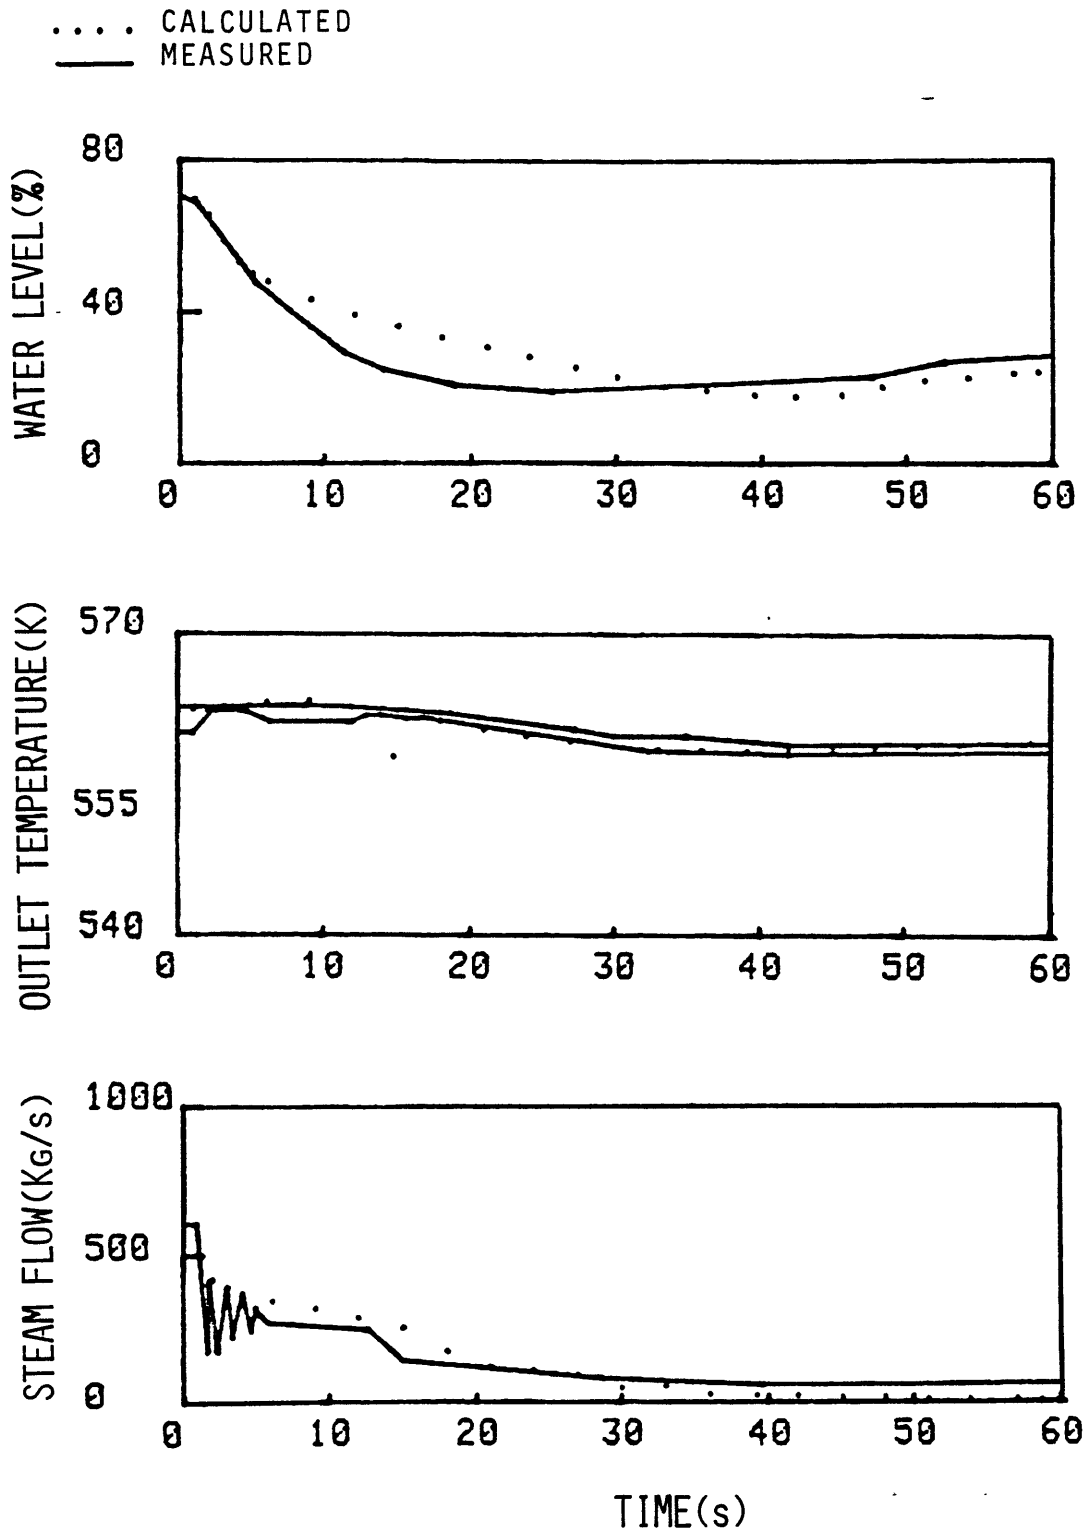 .... CALCULATED
MEASURED
WATER LEVEL(%)
80
40
0
0 10 20 30 40 50 60
OUTLET TEMPERATURE(K)
570
555
540
0 10 20 30 40 50 60
STEAM FLOW(KG/s)
1000
500
0
0 10 20 30 40 50 60
TIME(s)